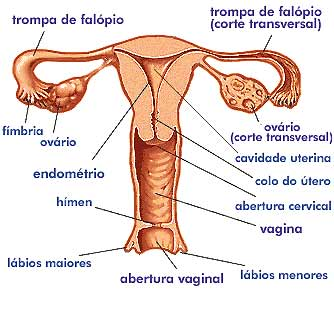 trompa de falópio
trompa de falópio
(corte transversal)
fímbria
ovário
ovário
(corte transversal)
cavidade uterina
endométrio
colo do útero
hímen
abertura cervical
vagina
lábios maiores
abertura vaginal
lábios menores